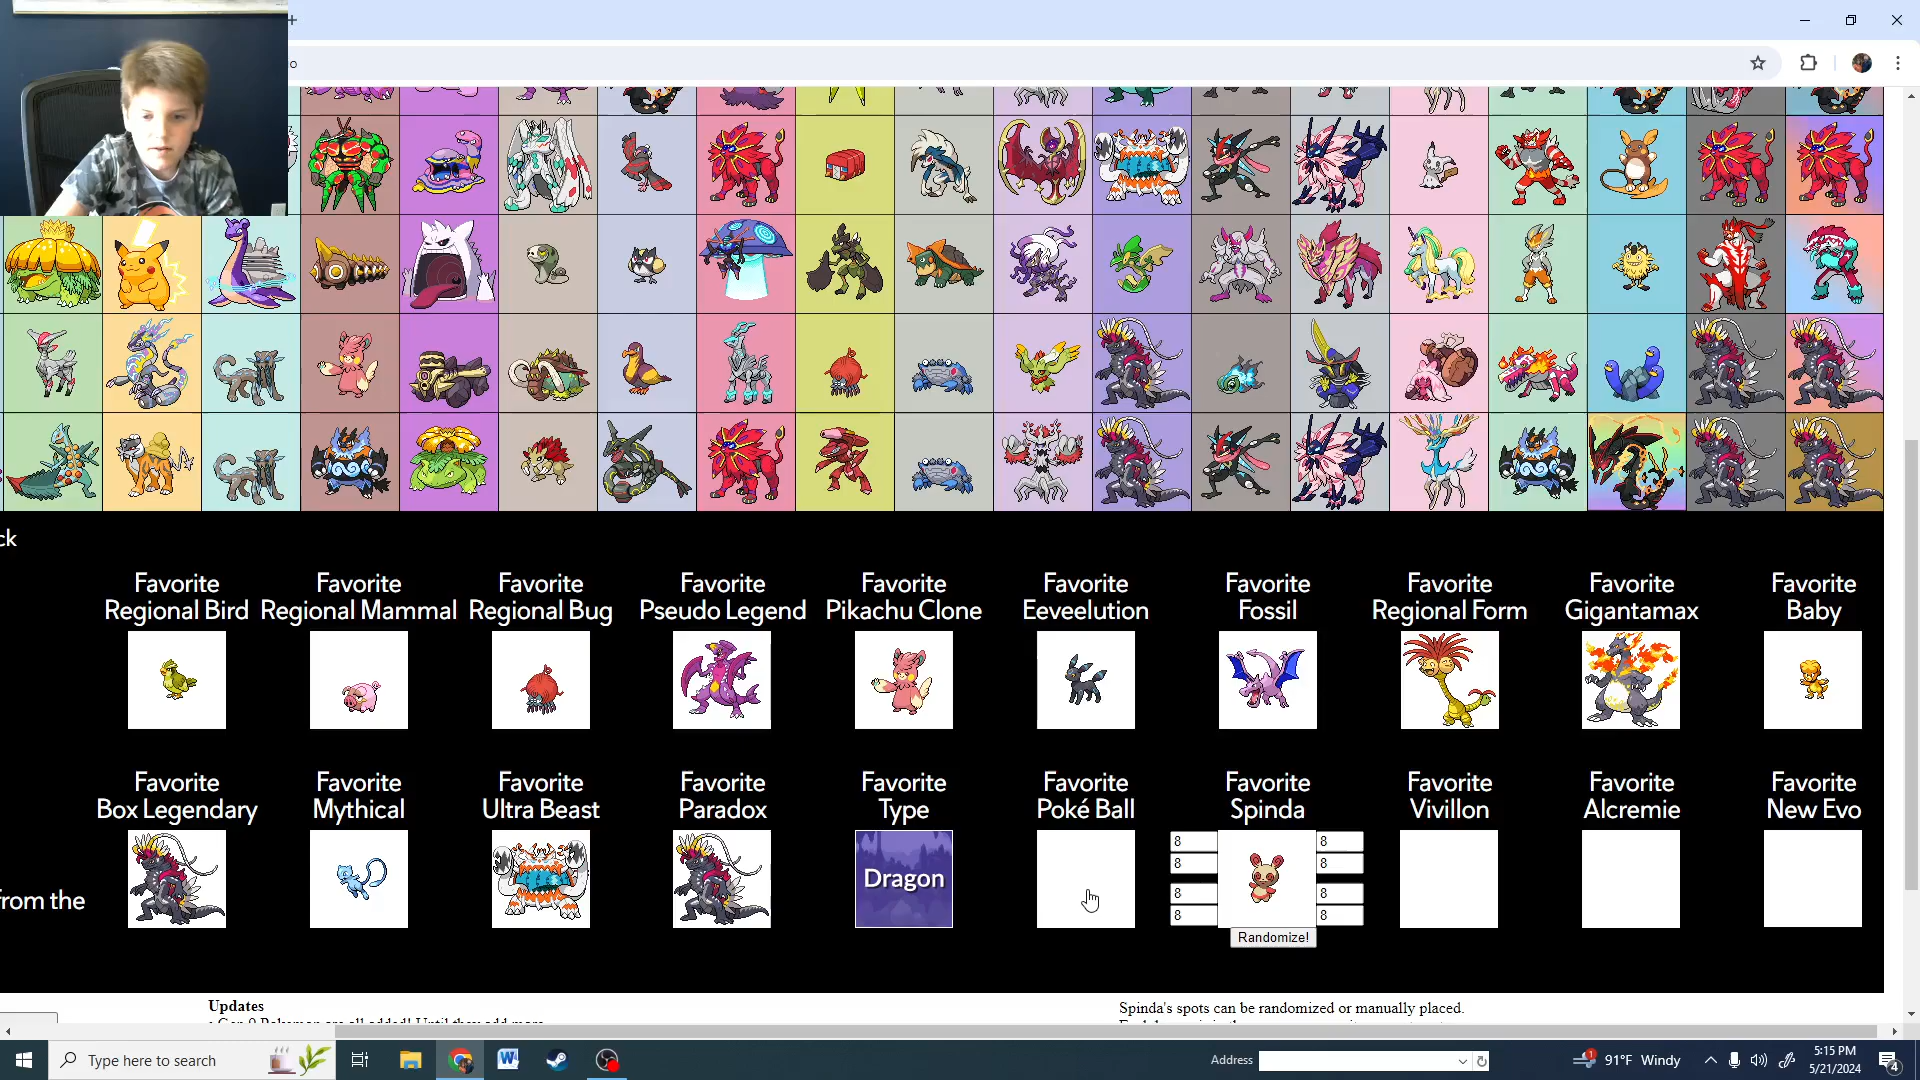 ck
Favorite Regional Bird
Favorite Regional Mammal
Favorite Regional Bug
Favorite Pseudo Legend
Favorite Pikachu Clone
Favorite Eeveelution
Favorite Fossil
Favorite Regional Form
Favorite Gigantamax
Favorite Baby
Favorite Box Legendary
Favorite Mythical
Favorite Ultra Beast
Favorite Paradox
Favorite Type
Favorite Poké Ball
Favorite Spinda
Favorite Vivillon
Favorite Alcremie
Favorite New Evo
from the
Dragon
8 8
8 8
8 8
8 8
Randomize!
Updates
Spinda's spots can be randomized or manually placed.
Type here to search
Address
91°F Windy
5:15 PM
5/21/2024